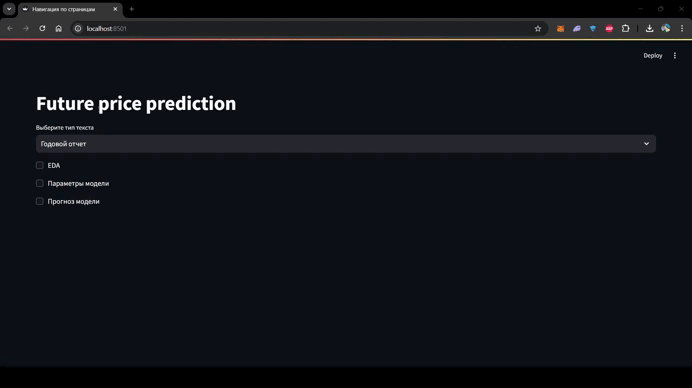 Навигация по страницам
localhost:8501
ABP
Deploy
Future price prediction
Выберите тип текста
Годовой отчет
EDA
Параметры модели
Прогноз модели